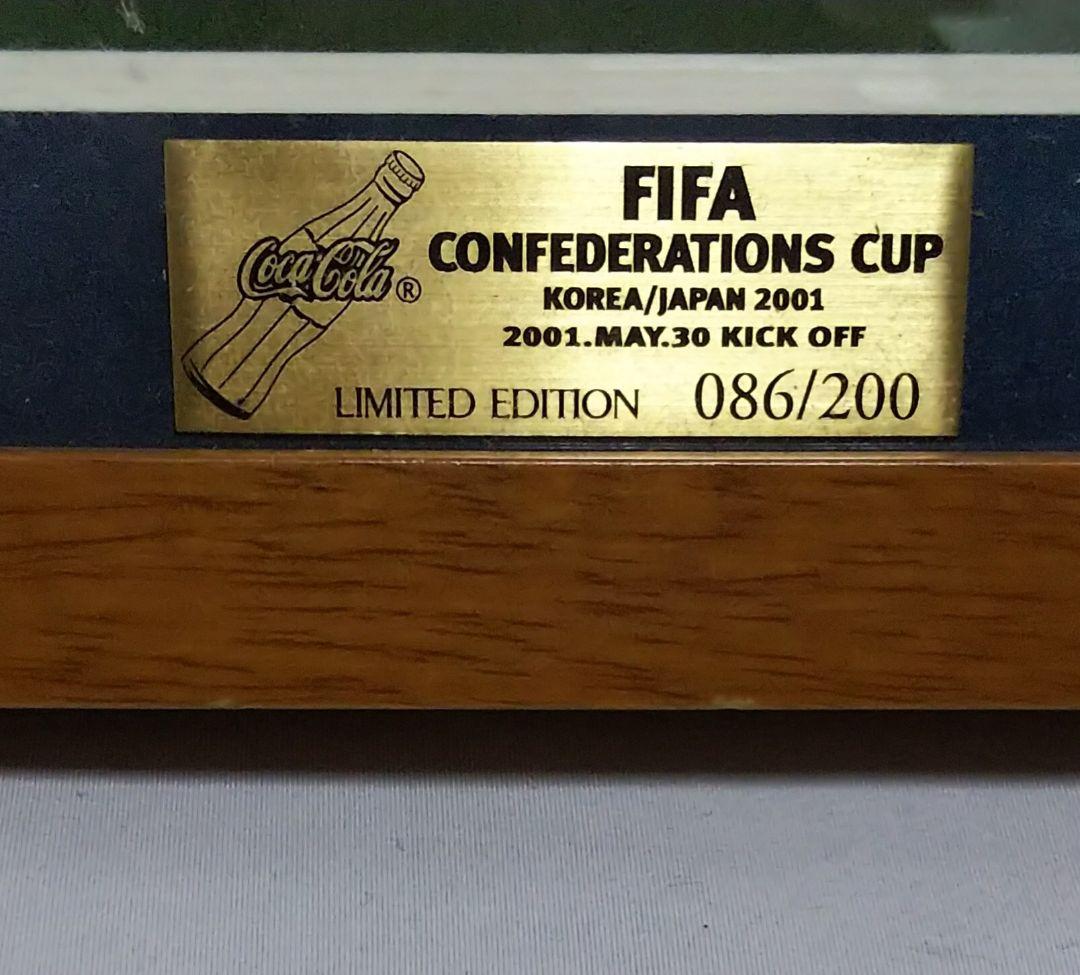 Coca-Cola ®
FIFA
CONFEDERATIONS CUP
KOREA/JAPAN 2001
2001.MAY.30 KICK OFF
LIMITED EDITION 086/200